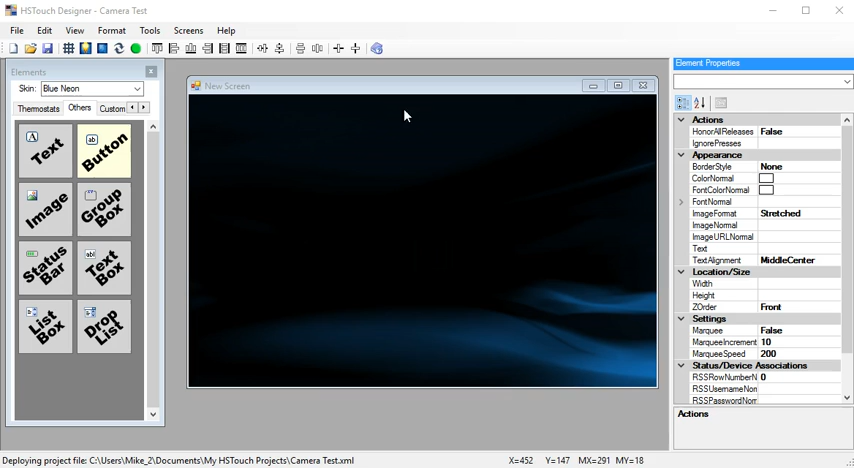 HSTouch Designer - Camera Test
File Edit View Format Tools Screens Help
Elements
Skin: Blue Neon
Thermostats Others Custom
A Text
ab Button
Image
Group Box
Status Bar
abl Text Box
List Box
Drop List
New Screen
Element Properties
Actions
HonorAllReleases False
IgnorePresses
Appearance
BorderStyle None
ColorNormal
FontColorNormal
FontNormal
ImageFormat Stretched
ImageNormal
ImageURLNormal
Text
TextAlignment MiddleCenter
Location/Size
Width
Height
ZOrder Front
Settings
Marquee False
MarqueeIncrement 10
MarqueeSpeed 200
Status/Device Associations
RSSRowNumberN 0
RSSUsernameNon
RSSPasswordNorr
Actions
Deploying project file: C:\Users\Mike_2\Documents\My HSTouch Projects\Camera Test.xml X=452 Y=147 MX=291 MY=18